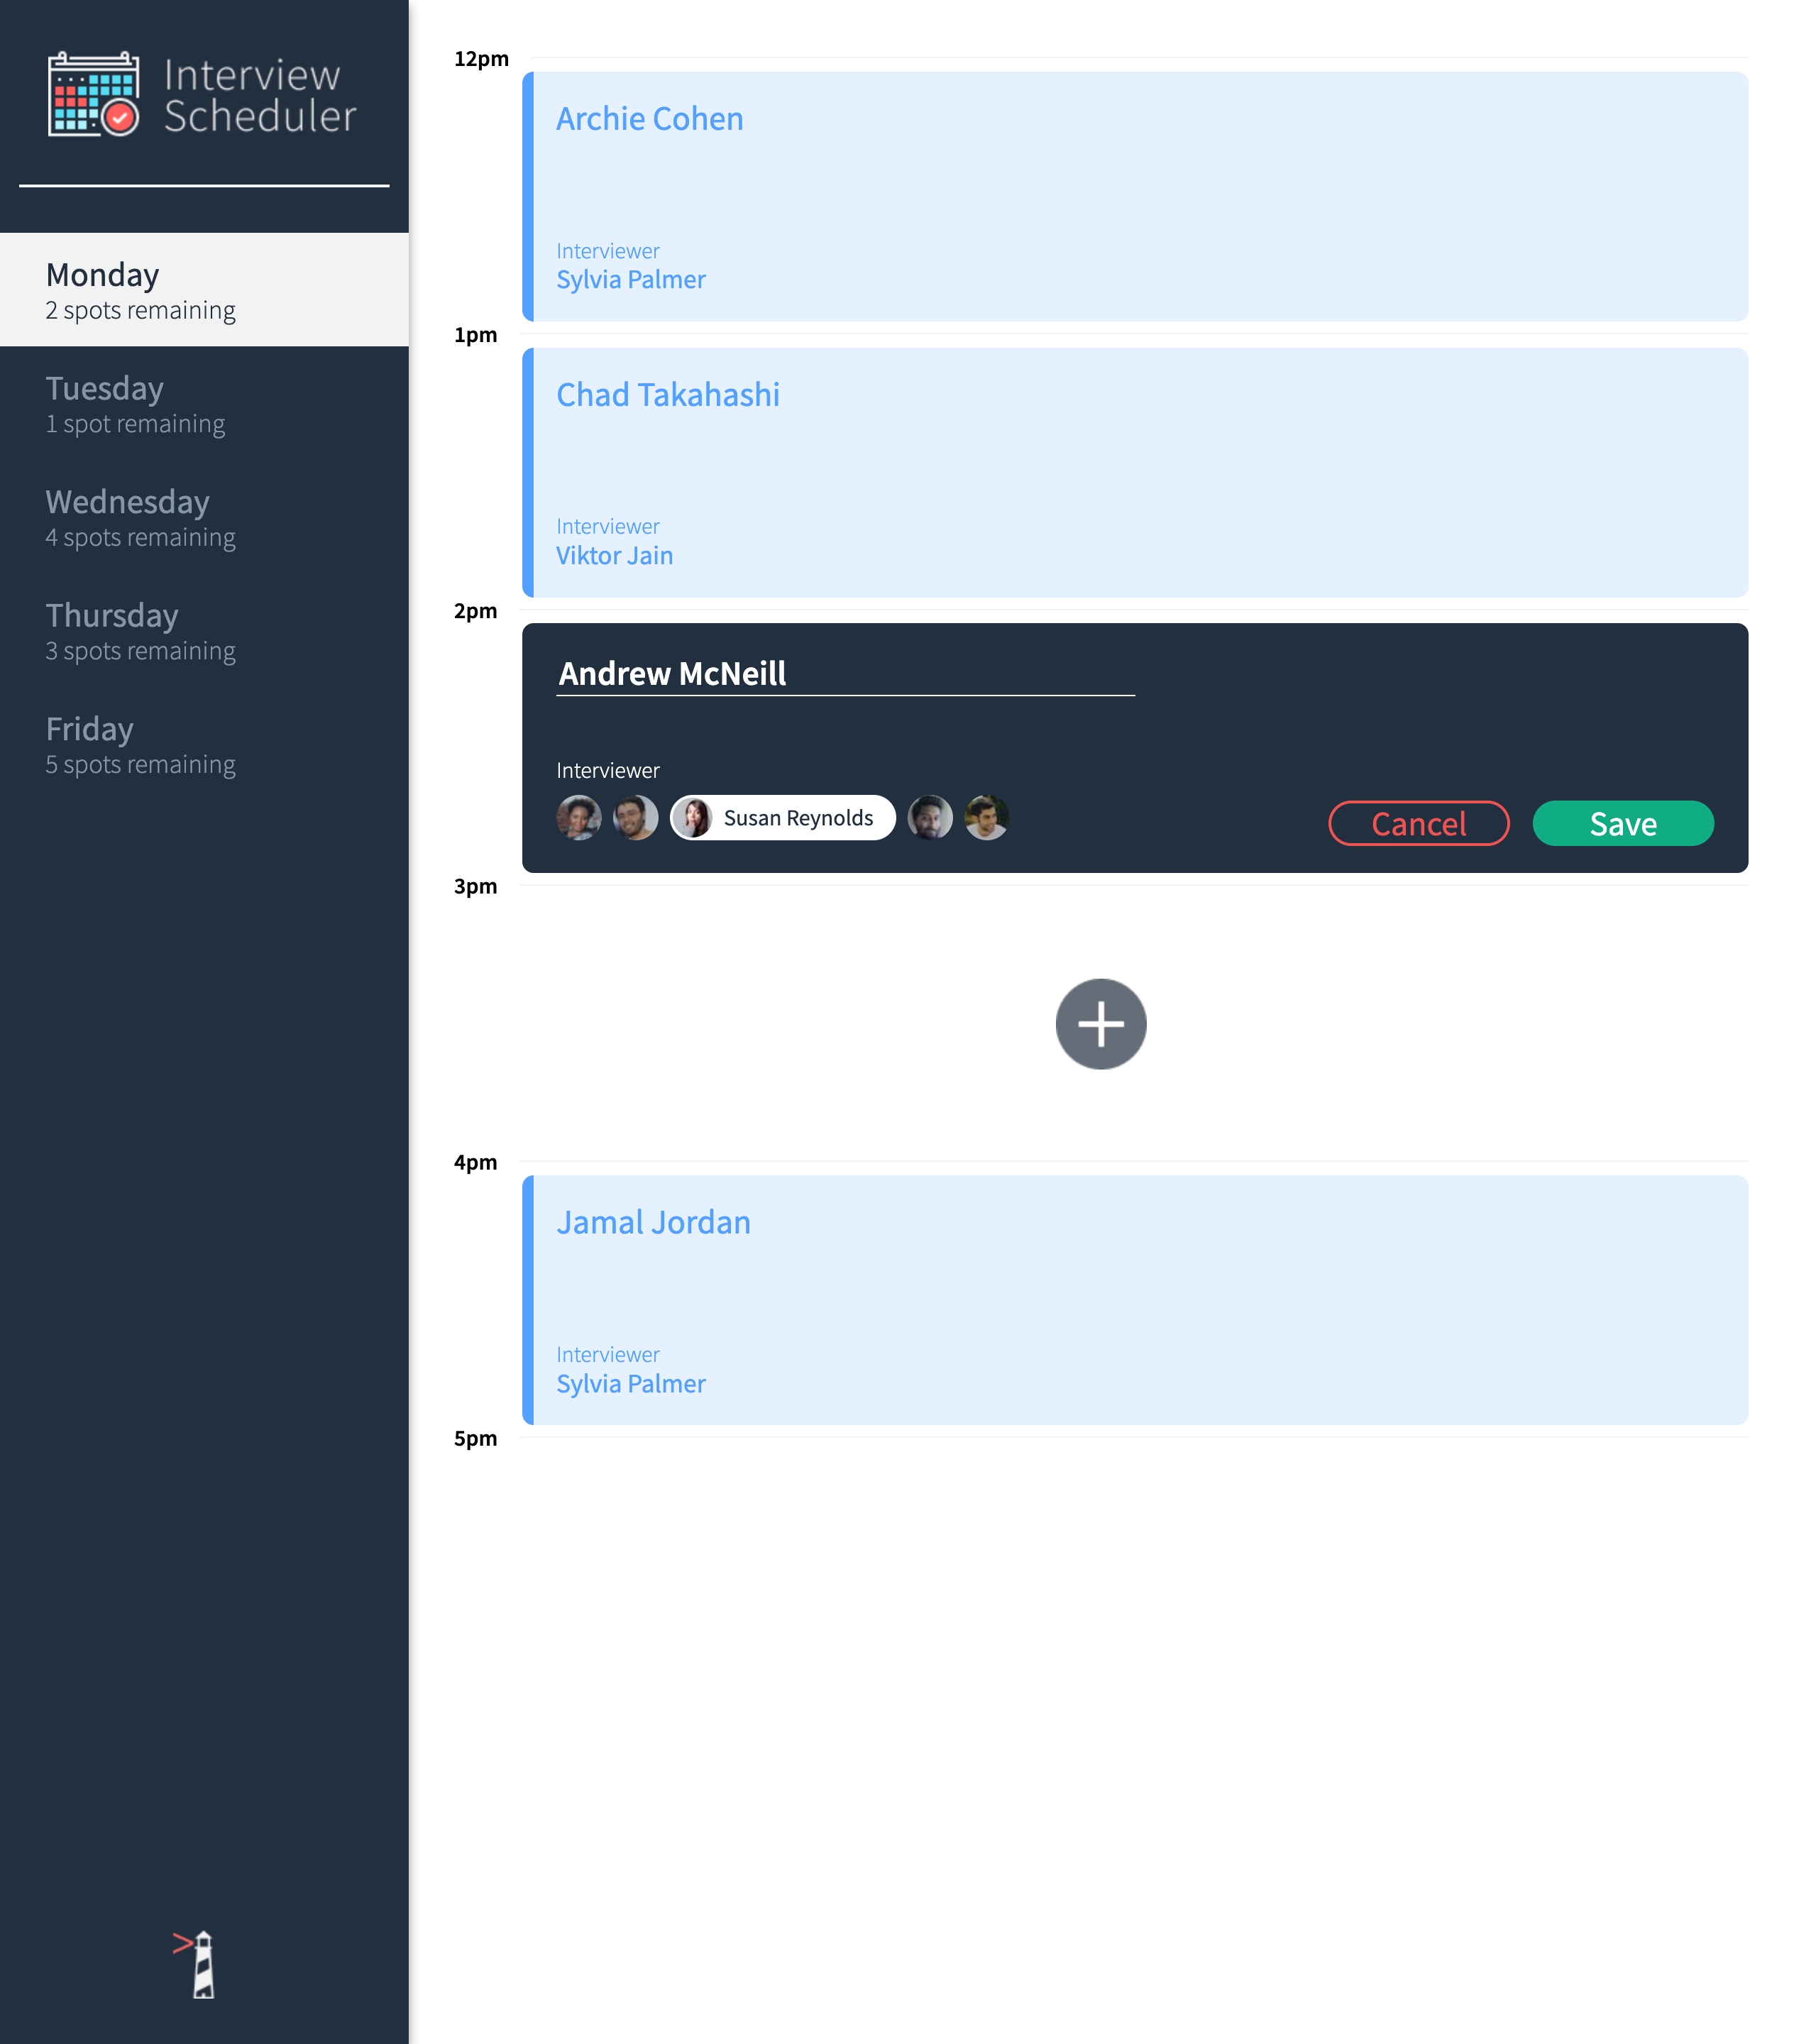 Interview
Scheduler
Monday
2 spots remaining
Tuesday
1 spot remaining
Wednesday
4 spots remaining
Thursday
3 spots remaining
Friday
5 spots remaining
12pm
Archie Cohen
Interviewer
Sylvia Palmer
1pm
Chad Takahashi
Interviewer
Viktor Jain
2pm
Andrew McNeill
Interviewer
Susan Reynolds
Cancel
Save
3pm
4pm
Jamal Jordan
Interviewer
Sylvia Palmer
5pm